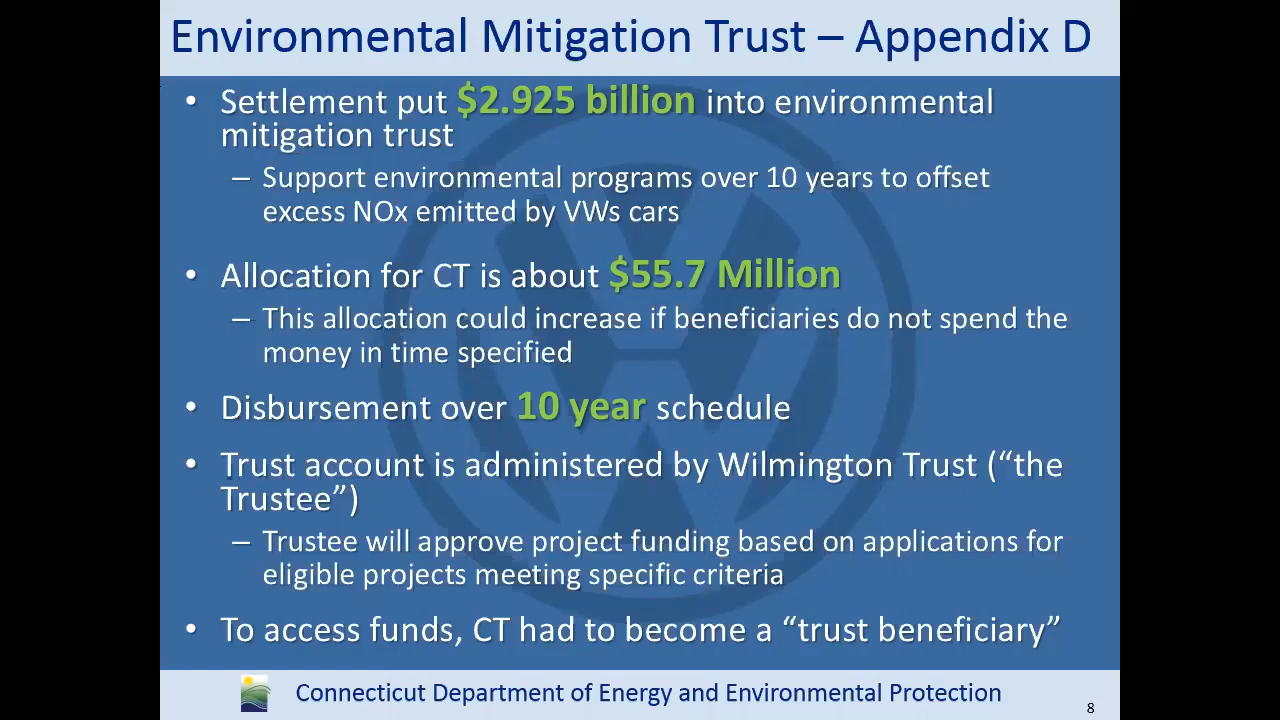 Environmental Mitigation Trust – Appendix D
• Settlement put $2.925 billion into environmental
mitigation trust
– Support environmental programs over 10 years to offset
excess NOx emitted by VWs cars
• Allocation for CT is about $55.7 Million
– This allocation could increase if beneficiaries do not spend the
money in time specified
• Disbursement over 10 year schedule
• Trust account is administered by Wilmington Trust (“the
Trustee”)
– Trustee will approve project funding based on applications for
eligible projects meeting specific criteria
• To access funds, CT had to become a “trust beneficiary”
Connecticut Department of Energy and Environmental Protection
8